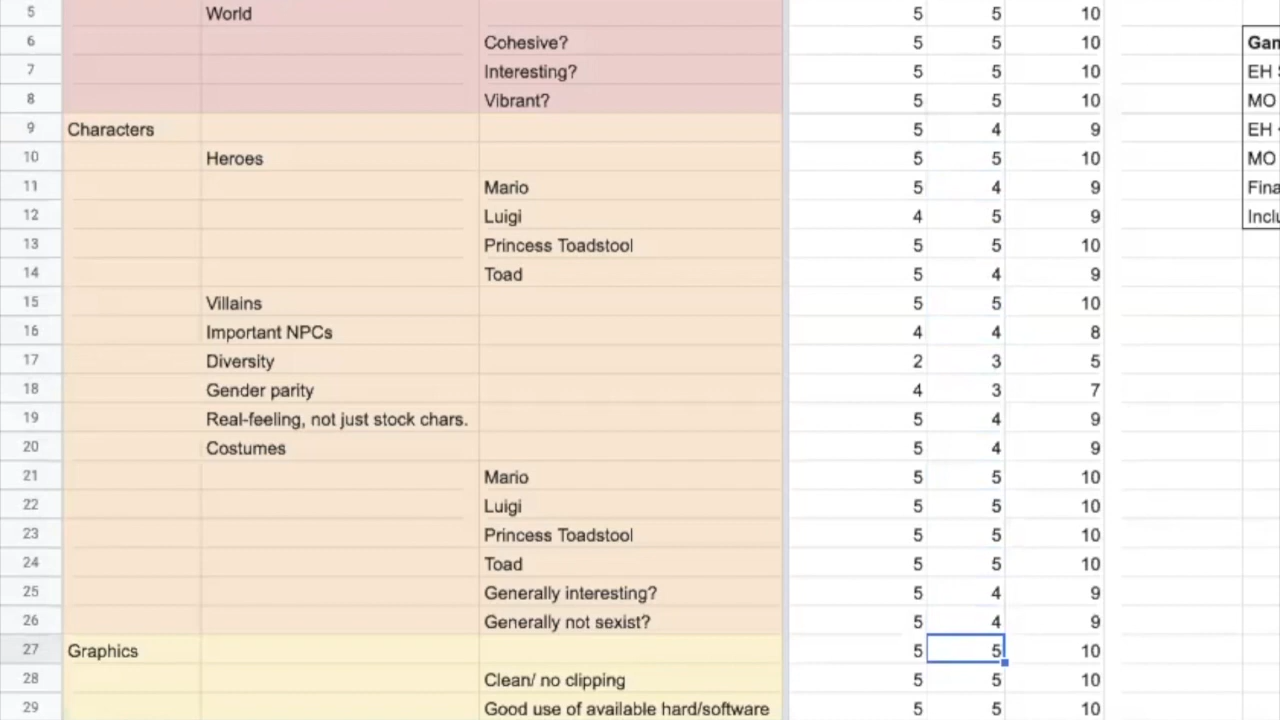 5 World 5 5 10
6 Cohesive? 5 5 10
7 Interesting? 5 5 10
8 Vibrant? 5 5 10
9 Characters 5 4 9
10 Heroes 5 5 10
11 Mario 5 4 9
12 Luigi 4 5 9
13 Princess Toadstool 5 5 10
14 Toad 5 4 9
15 Villains 5 5 10
16 Important NPCs 4 4 8
17 Diversity 2 3 5
18 Gender parity 4 3 7
19 Real-feeling, not just stock chars. 5 4 9
20 Costumes 5 4 9
21 Mario 5 5 10
22 Luigi 5 5 10
23 Princess Toadstool 5 5 10
24 Toad 5 5 10
25 Generally interesting? 5 4 9
26 Generally not sexist? 5 4 9
27 Graphics 5 5 10
28 Clean/ no clipping 5 5 10
29 Good use of available hard/software 5 5 10
EH
MO
EH
MO